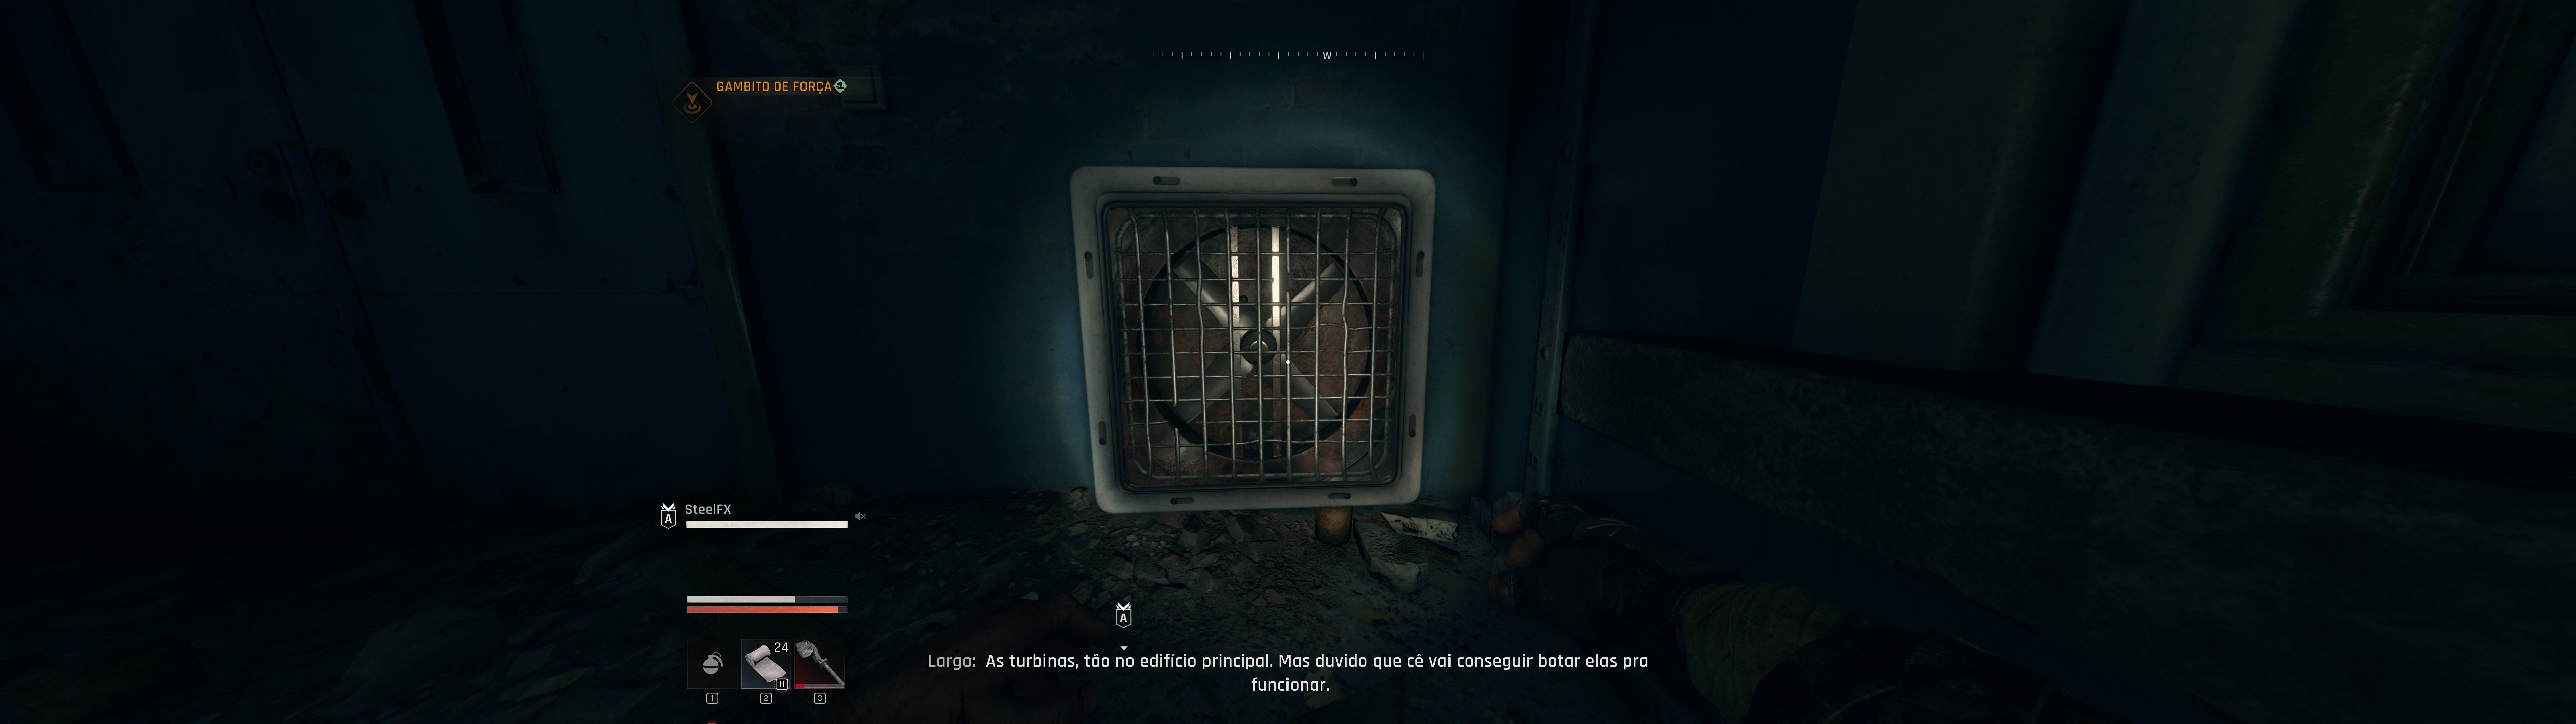 W
GAMBITO DE FORÇA
A SteelFX
A
24
H
1 2 3
Largo: As turbinas, tão no edifício principal. Mas duvido que cê vai conseguir botar elas pra
funcionar.